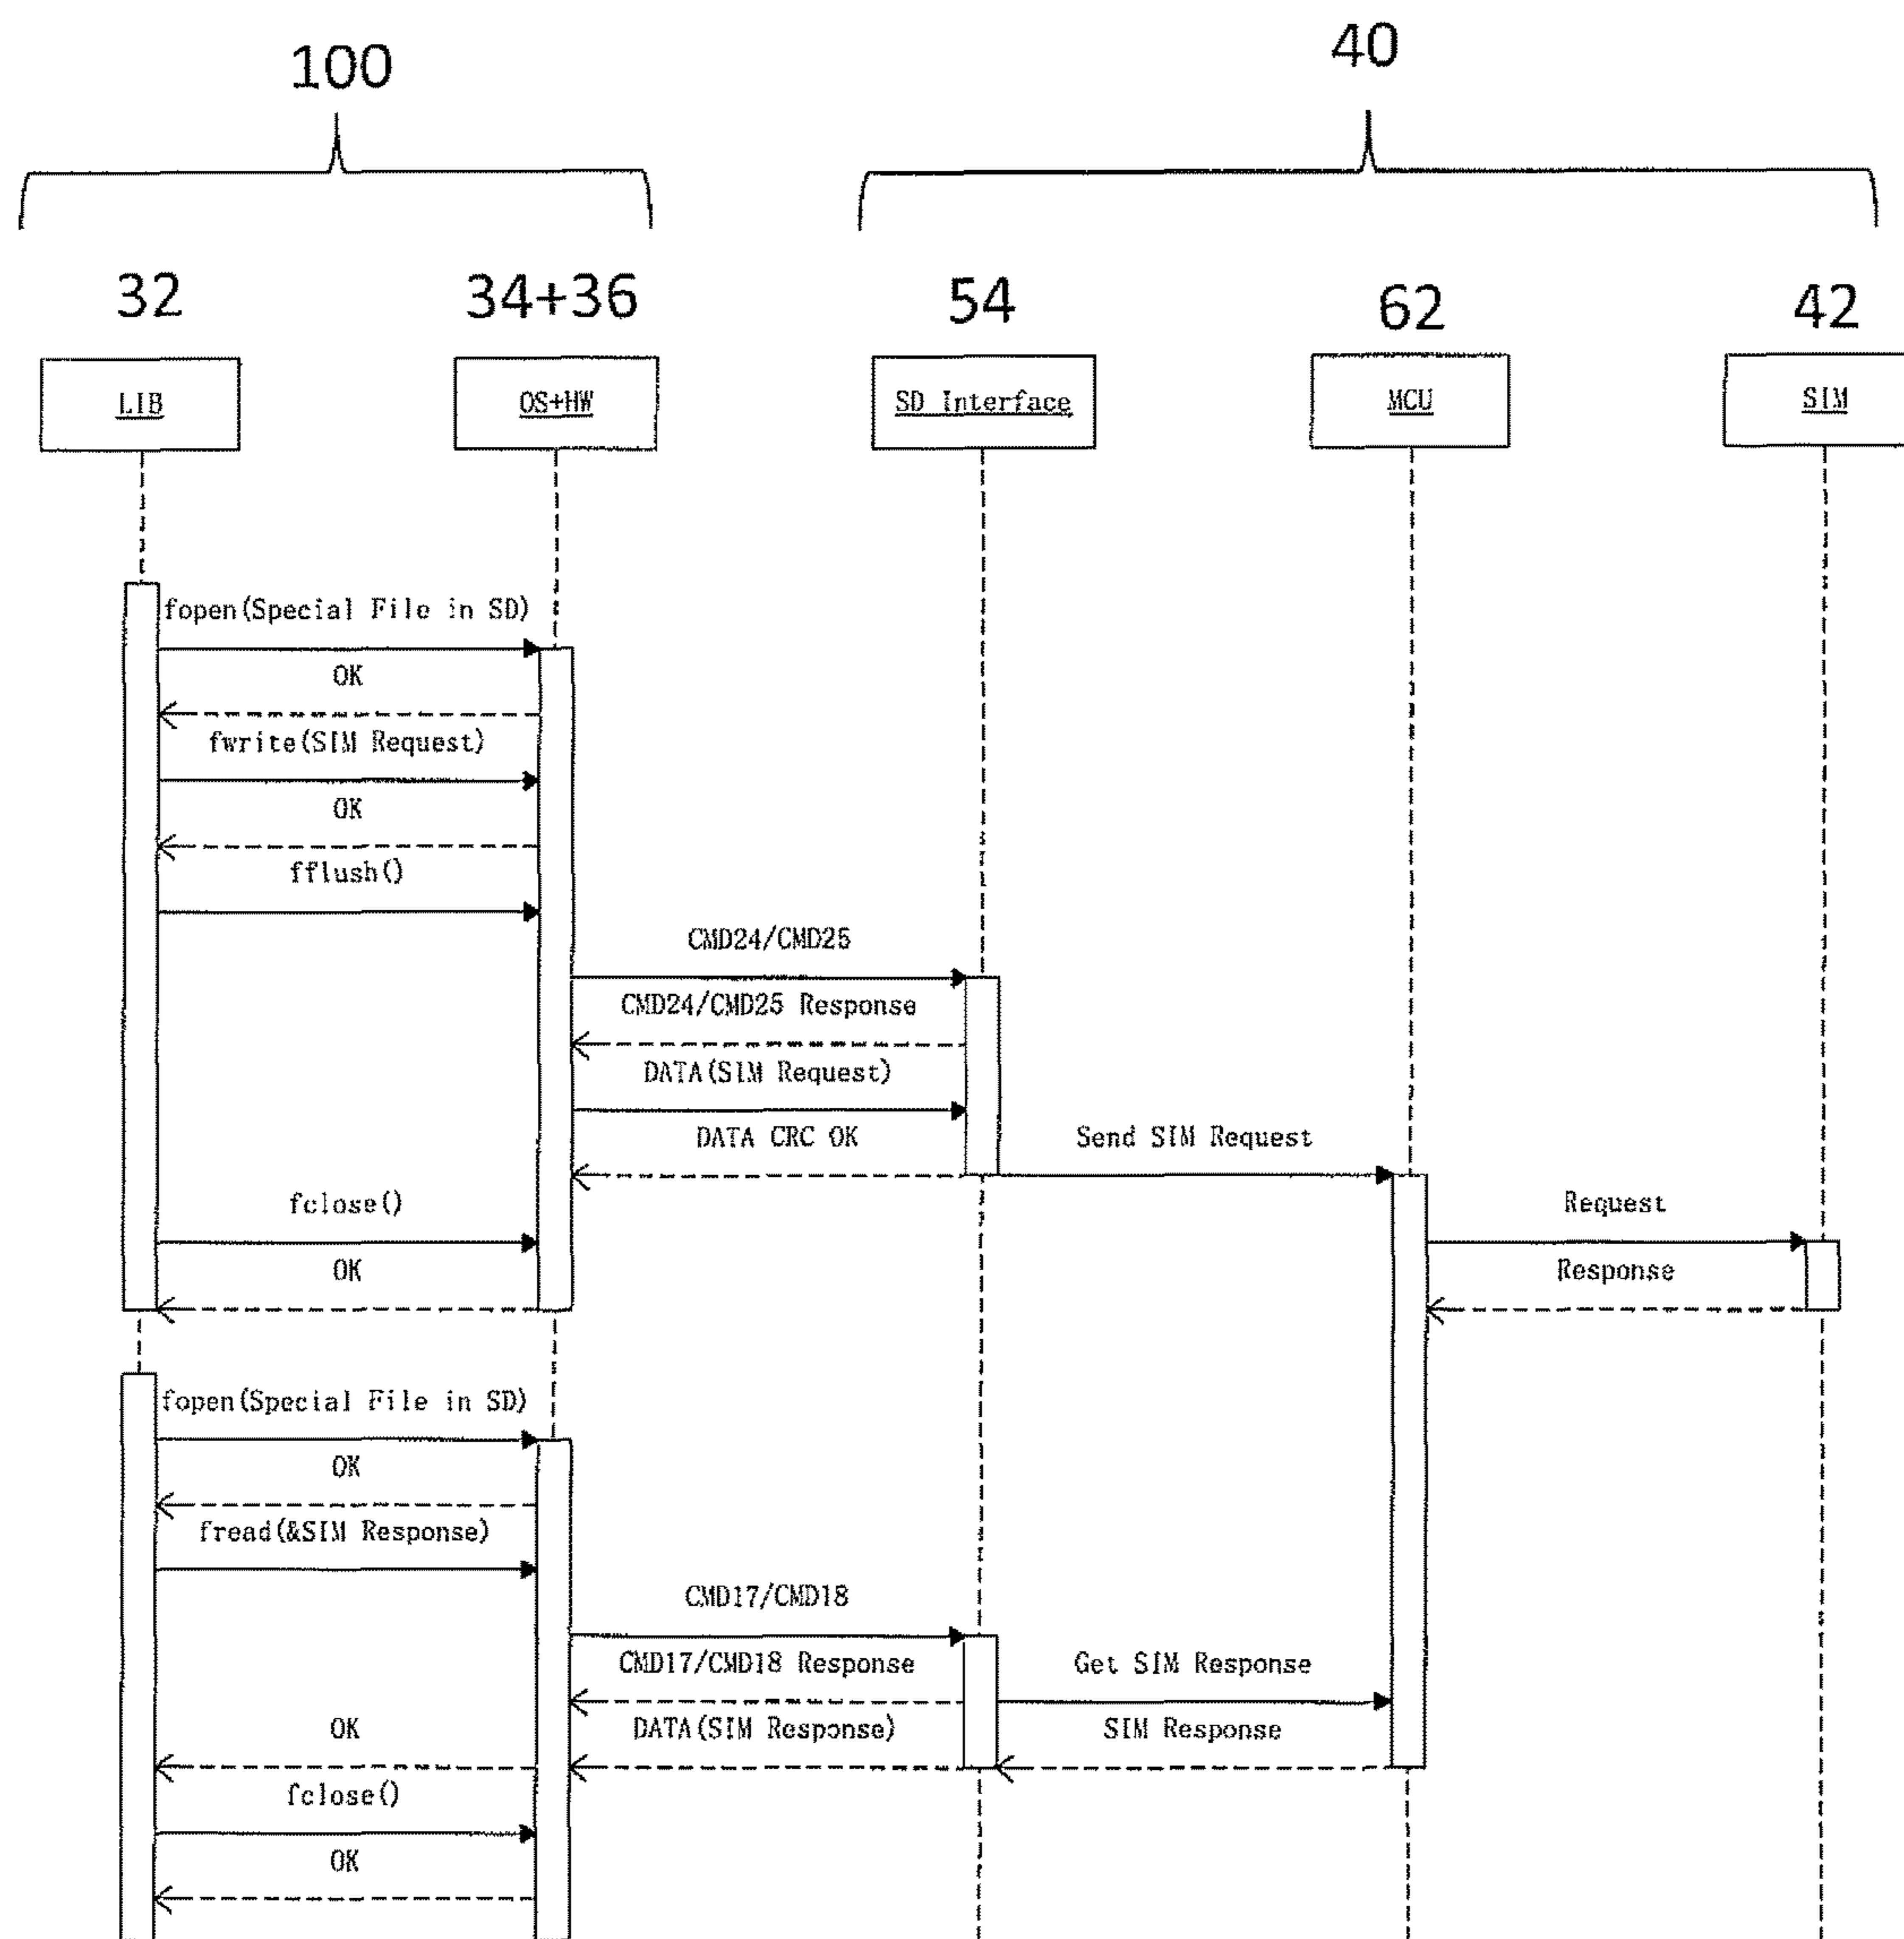 100
40
32
34+36
54
62
42
LIB
OS+HW
SD Interface
MCU
SIM
fopen(Special File in SD)
OK
fwrite(SIM Request)
OK
fflush()
CMD24/CMD25
CMD24/CMD25 Response
DATA(SIM Request)
DATA CRC OK
Send SIM Request
fclose()
Request
OK
Response
fopen(Special File in SD)
OK
fread(&SIM Response)
CMD17/CMD18
CMD17/CMD18 Response
Get SIM Response
OK
DATA(SIM Response)
SIM Response
fclose()
OK